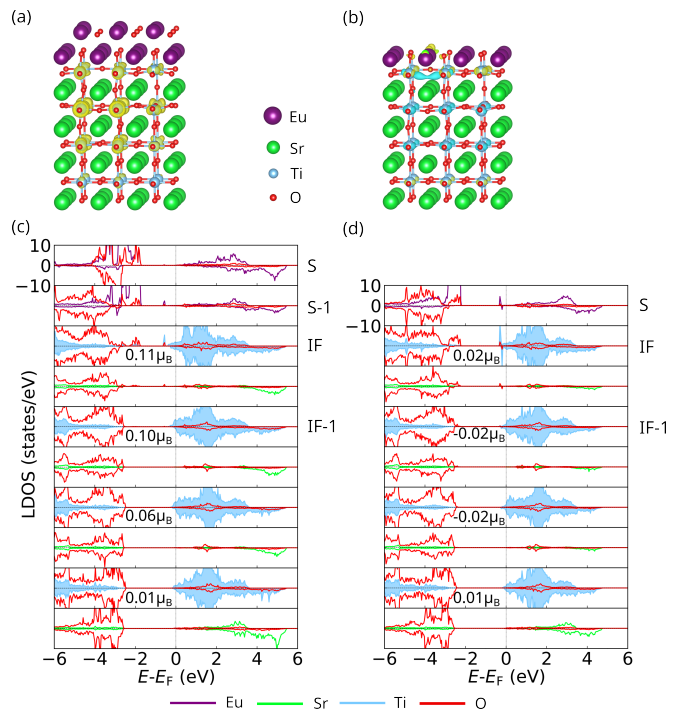 (a)
(b)
Eu
Sr
Ti
O
(c)
(d)
10
0
−10
S
S-1
0.11μB
IF
0.10μB
IF-1
0.06μB
0.01μB
10
0
−10
S
0.02μB
IF
-0.02μB
IF-1
-0.02μB
0.01μB
LDOS (states/eV)
−6 −4 −2 0 2 4 6
E-EF (eV)
−6 −4 −2 0 2 4 6
E-EF (eV)
Eu Sr Ti O